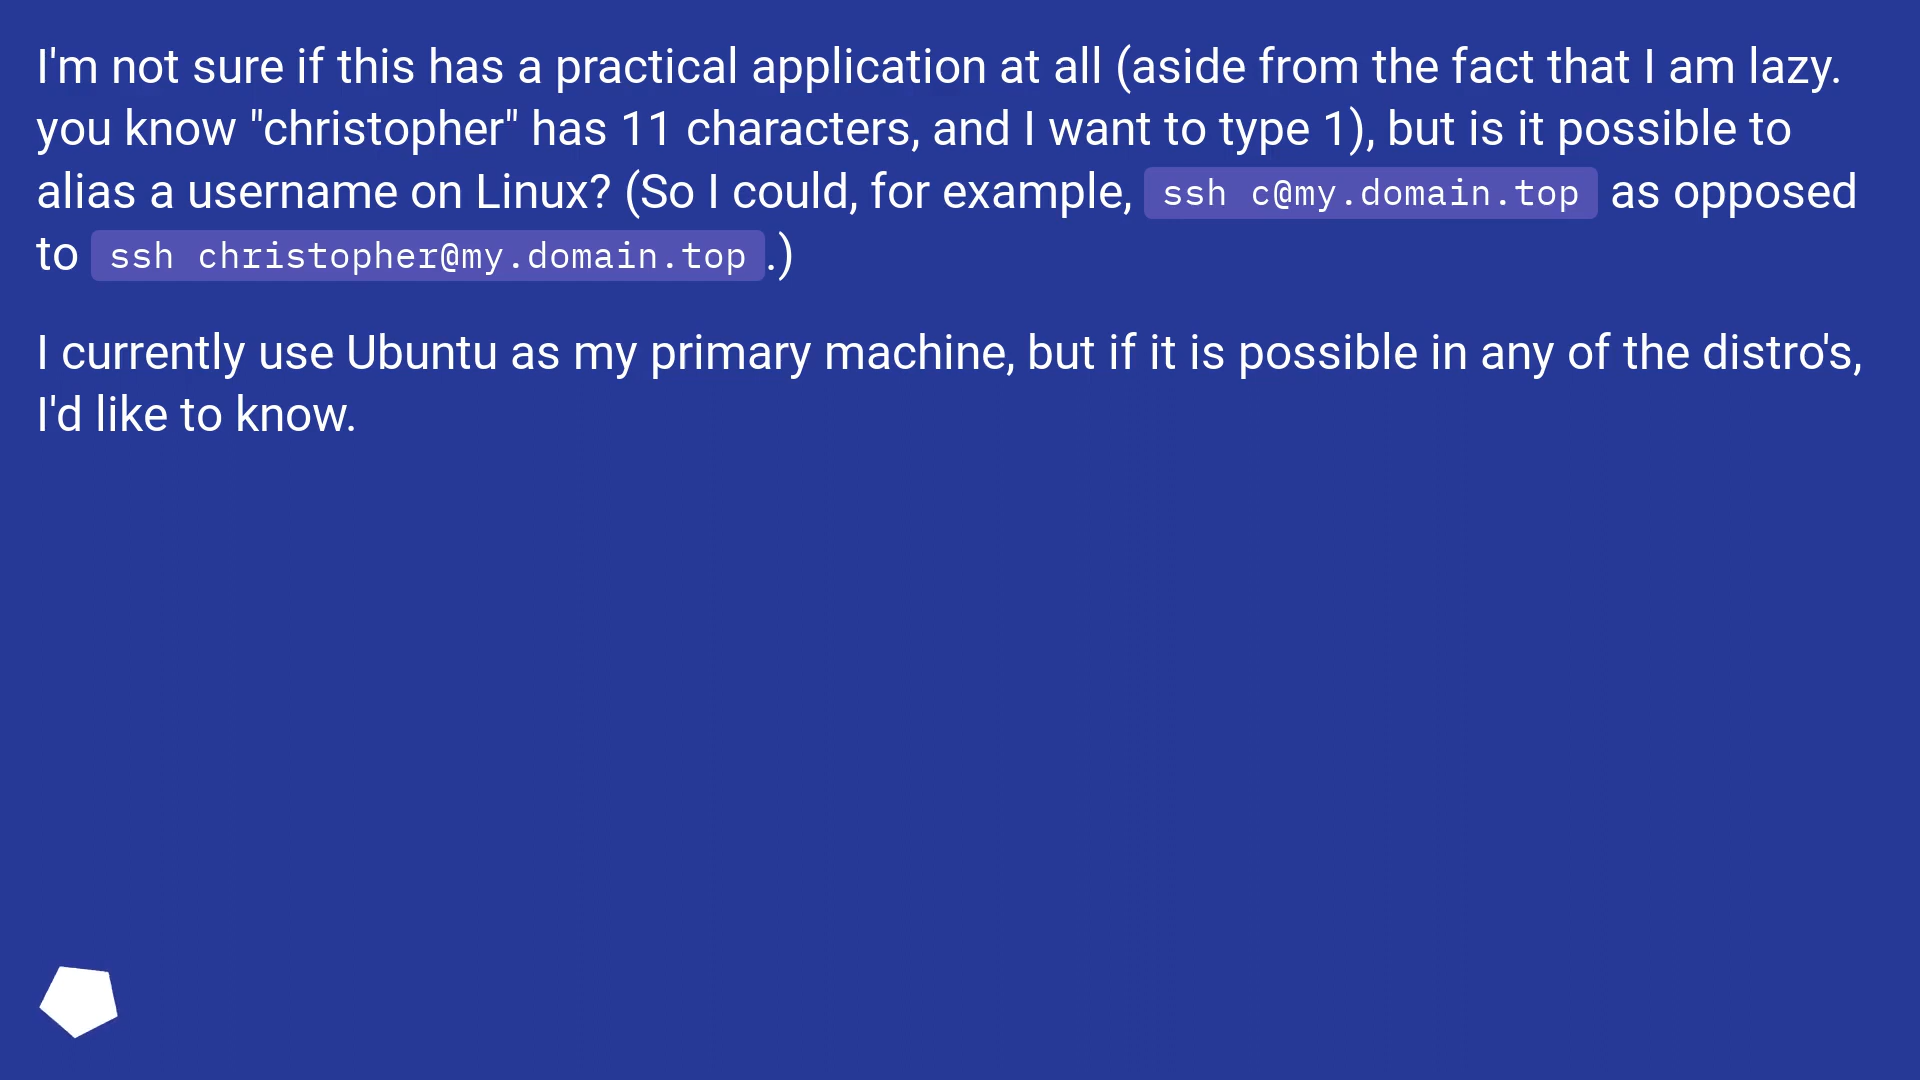 I'm not sure if this has a practical application at all (aside from the fact that I am lazy.
you know "christopher" has 11 characters, and I want to type 1), but is it possible to
alias a username on Linux? (So I could, for example, ssh c@my.domain.top as opposed
to ssh christopher@my.domain.top .)
I currently use Ubuntu as my primary machine, but if it is possible in any of the distro's,
I'd like to know.